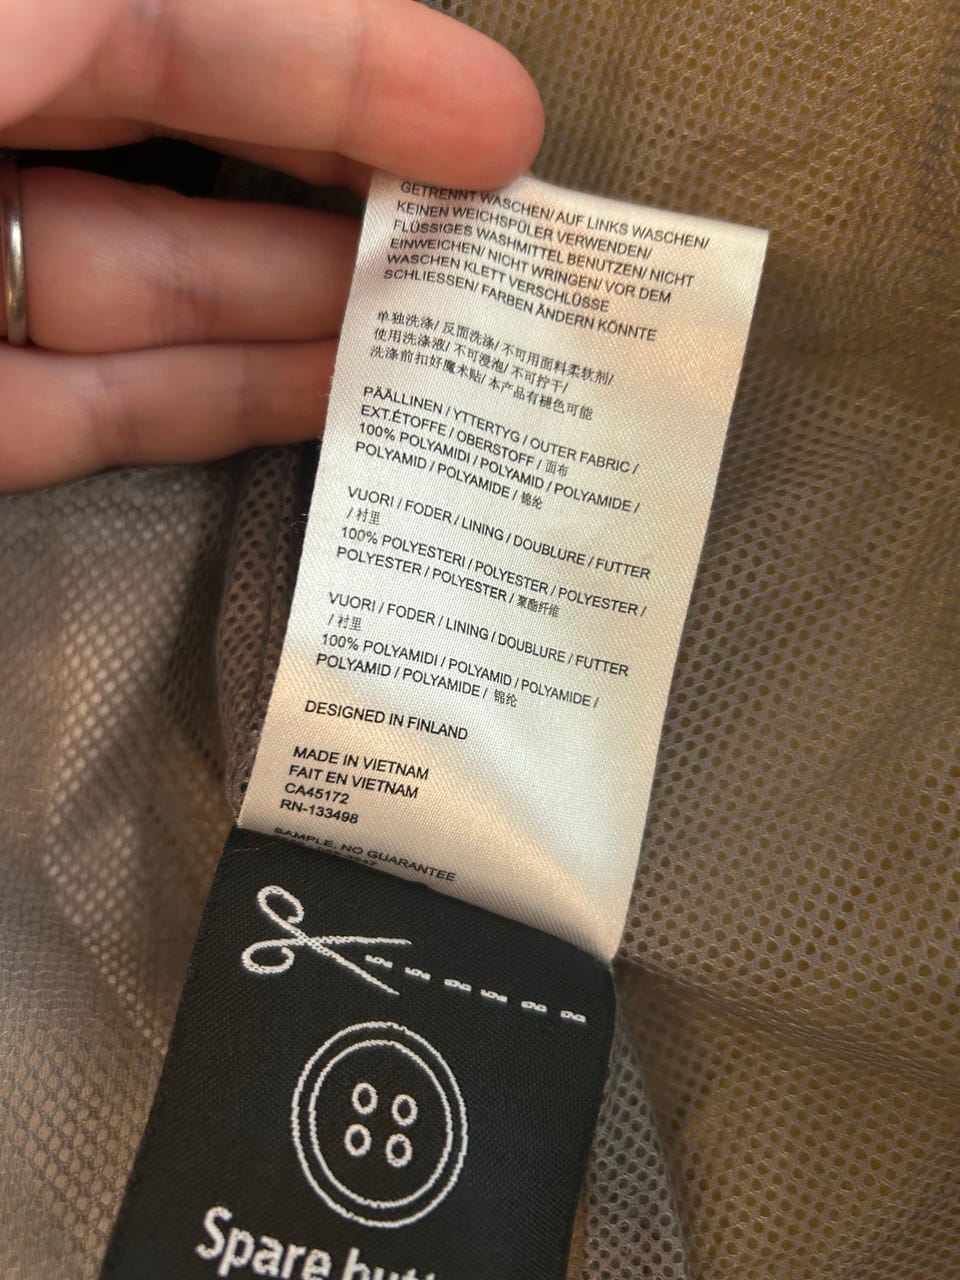 GETRENNT WASCHEN/ AUF LINKS WASCHEN/
KEINEN WEICHSPÜLER VERWENDEN/
FLÜSSIGES WASHMITTEL BENUTZEN/ NICHT
EINWEICHEN/ NICHT WRINGEN/ VOR DEM
WASCHEN KLETT VERSCHLÜSSE
SCHLIESSEN/ FARBEN ÄNDERN KÖNNTE
单独洗涤/ 反面洗涤/ 不可用面料柔软剂/
使用洗涤液/ 不可浸泡/ 不可拧干/
洗涤前扣好魔术贴/ 本产品有褪色可能
PÄÄLLINEN / YTTERTYG / OUTER FABRIC /
EXT.ÉTOFFE / OBERSTOFF / 面布
100% POLYAMIDI / POLYAMID / POLYAMIDE /
POLYAMID / POLYAMIDE / 锦纶
VUORI / FODER / LINING / DOUBLURE / FUTTER
/ 衬里
100% POLYESTERI / POLYESTER / POLYESTER /
POLYESTER / POLYESTER / 聚酯纤维
VUORI / FODER / LINING / DOUBLURE / FUTTER
/ 衬里
100% POLYAMIDI / POLYAMID / POLYAMIDE /
POLYAMID / POLYAMIDE / 锦纶
DESIGNED IN FINLAND
MADE IN VIETNAM
FAIT EN VIETNAM
CA45172
RN-133498
SAMPLE, NO GUARANTEE
Spare